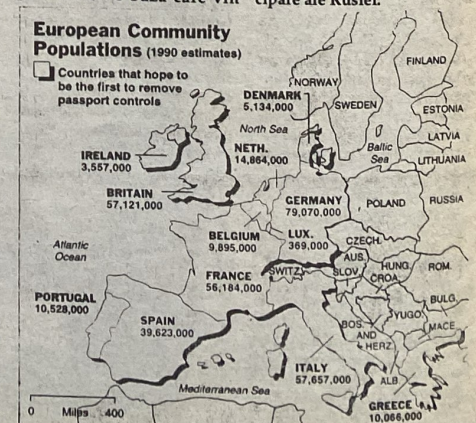 European Community
Populations (1990 estimates)
Countries that hope to
be the first to remove
passport controls
NORWAY
FINLAND
DENMARK
5,134,000
SWEDEN
ESTONIA
North Sea
LATVIA
Baltic
Sea
LITHUANIA
IRELAND
3,557,000
NETH.
14,864,000
BRITAIN
57,121,000
GERMANY
79,070,000
POLAND
RUSSIA
BELGIUM
9,895,000
LUX.
369,000
CZECH.
Atlantic
Ocean
FRANCE
56,184,000
SWITZ.
AUS.
SLOV.
HUNG.
CROA.
ROM.
PORTUGAL
10,528,000
SPAIN
39,623,000
BOS.
AND
HERZ.
YUGO.
BULG.
MACE.
ITALY
57,657,000
ALB.
Mediterranean Sea
GREECE
10,066,000
0 Miles 400